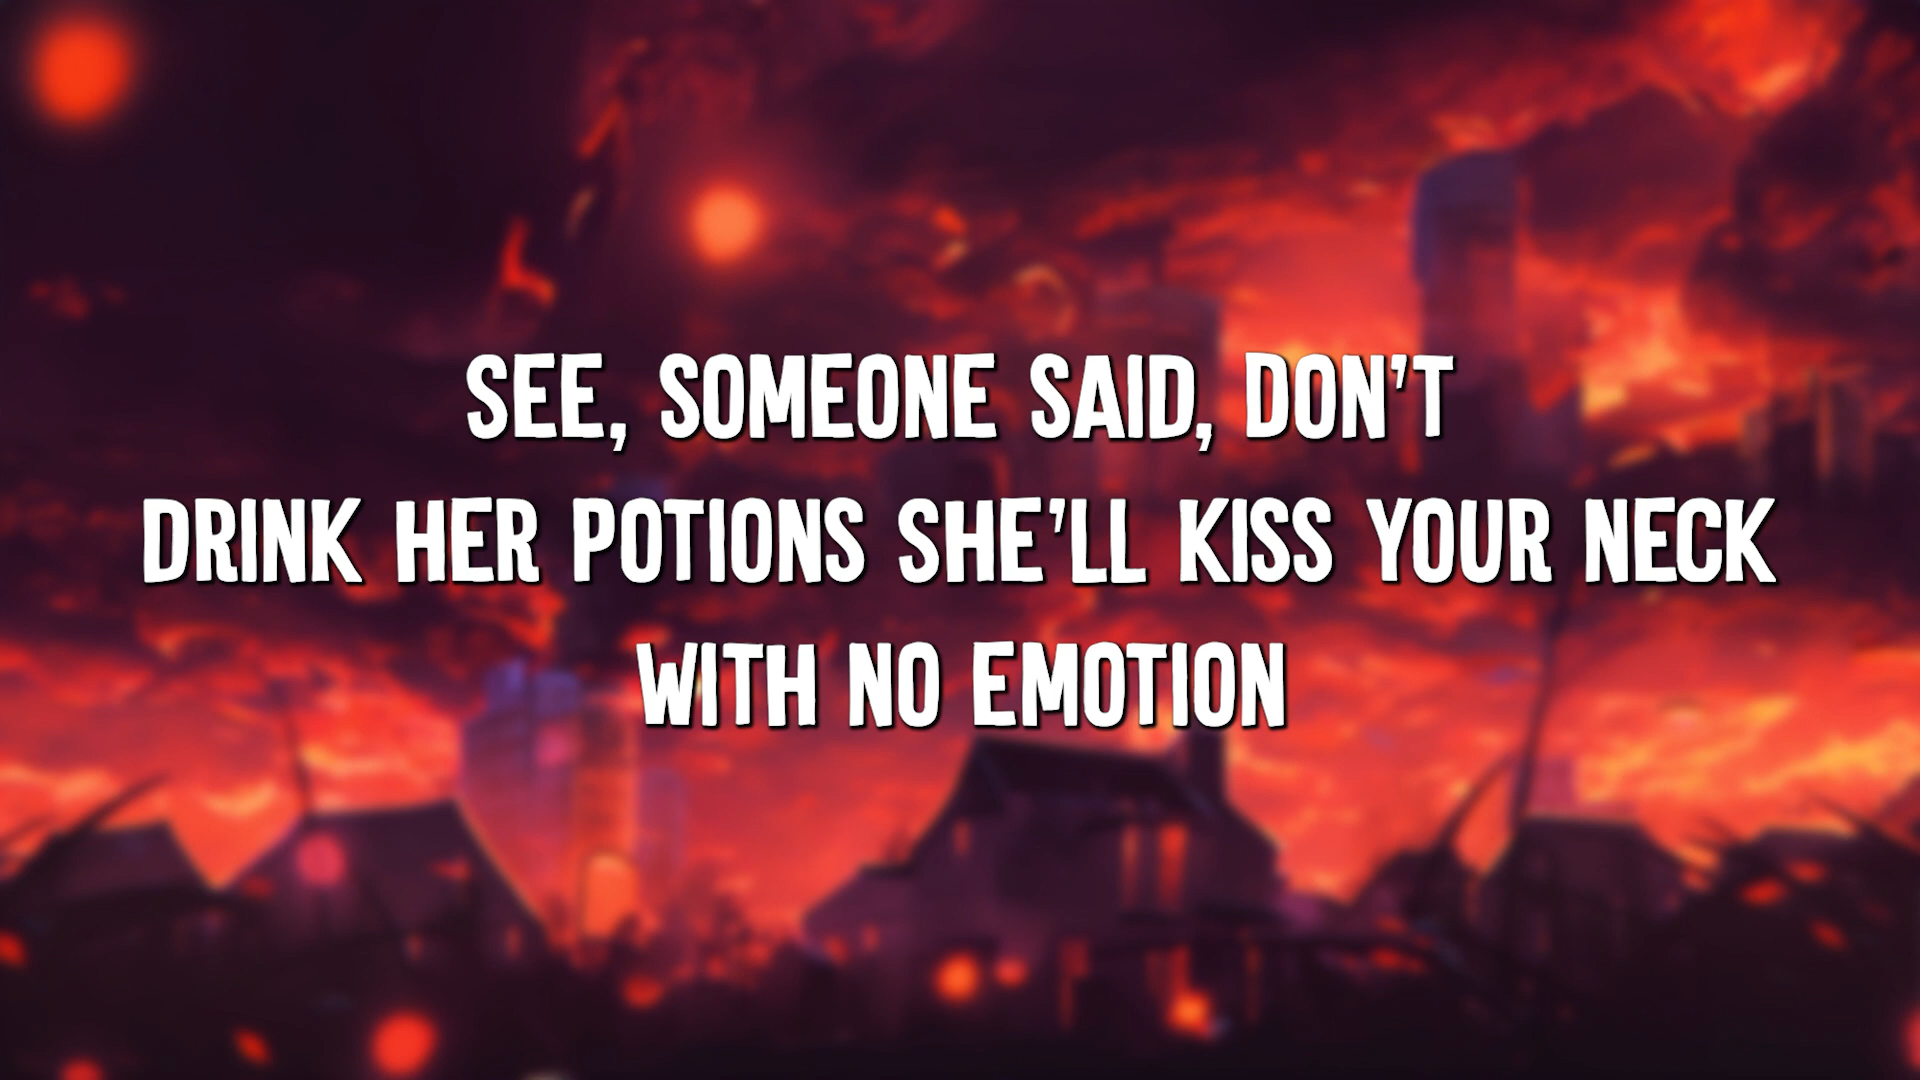 SEE, SOMEONE SAID, DON'T
DRINK HER POTIONS SHE'LL KISS YOUR NECK
WITH NO EMOTION